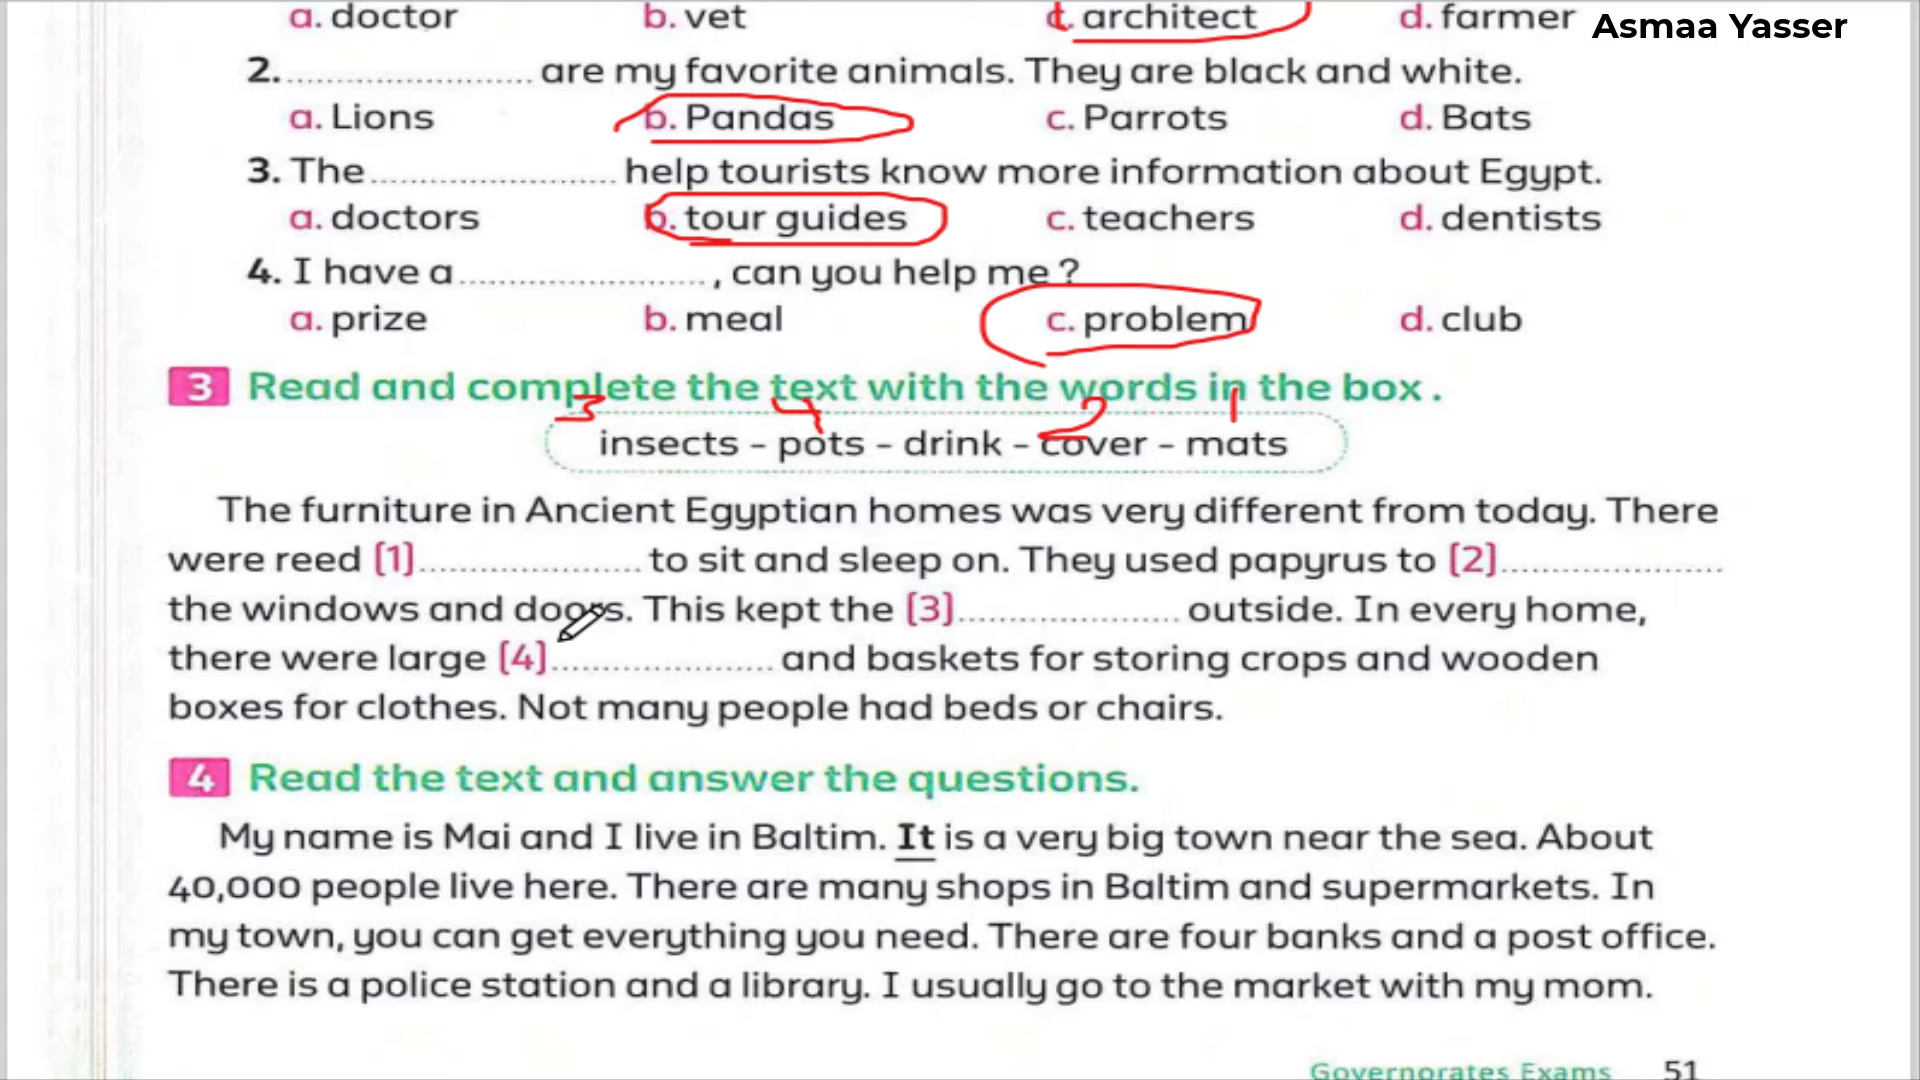 a. doctor b. vet c. architect d. farmer Asmaa Yasser
2. ........................ are my favorite animals. They are black and white.
a. Lions b. Pandas c. Parrots d. Bats
3. The ........................ help tourists know more information about Egypt.
a. doctors b. tour guides c. teachers d. dentists
4. I have a ........................ , can you help me ?
a. prize b. meal c. problem d. club
3 Read and complete the text with the words in the box .
3 4 2 1
insects - pots - drink - cover - mats
The furniture in Ancient Egyptian homes was very different from today. There
were reed (1) ...................... to sit and sleep on. They used papyrus to (2) ......................
the windows and doors. This kept the (3) ...................... outside. In every home,
there were large (4) ...................... and baskets for storing crops and wooden
boxes for clothes. Not many people had beds or chairs.
4 Read the text and answer the questions.
My name is Mai and I live in Baltim. It is a very big town near the sea. About
40,000 people live here. There are many shops in Baltim and supermarkets. In
my town, you can get everything you need. There are four banks and a post office.
There is a police station and a library. I usually go to the market with my mom.
Governorates Exams 51